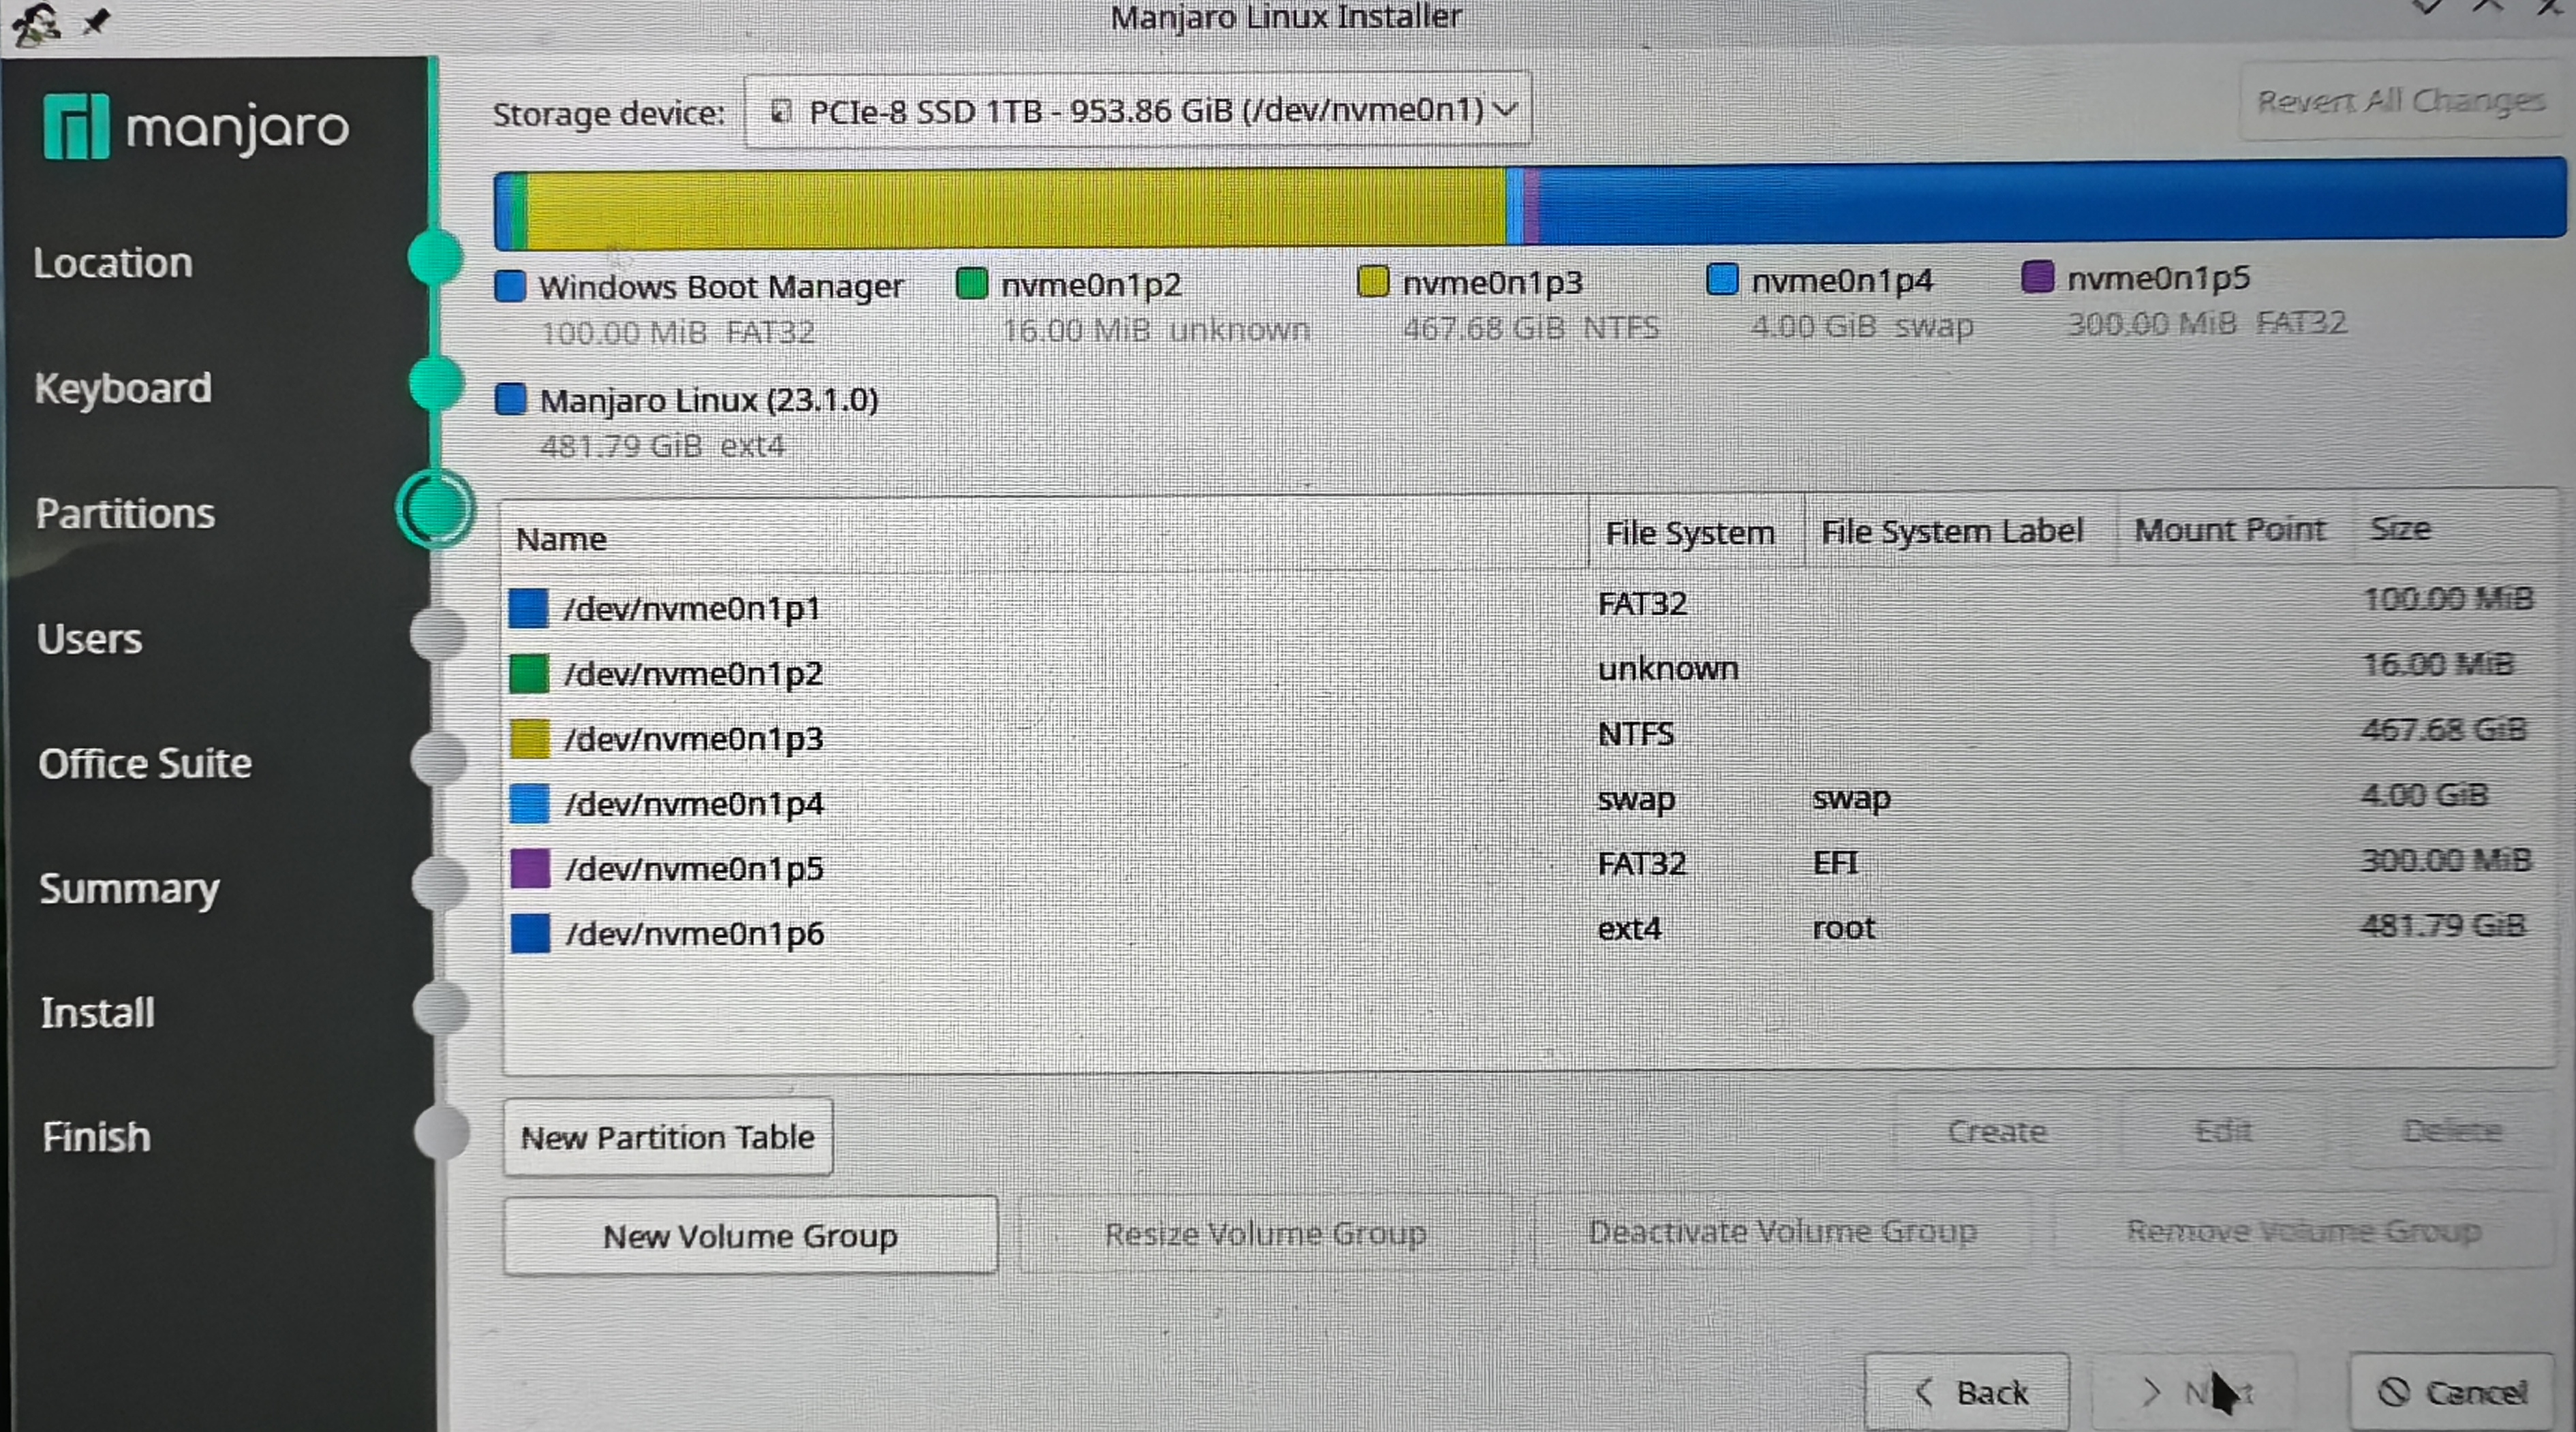 Manjaro Linux Installer
manjaro
Location
Keyboard
Partitions
Users
Office Suite
Summary
Install
Finish
Storage device: PCIe-8 SSD 1TB - 953.86 GiB (/dev/nvme0n1)
Revert All Changes
Windows Boot Manager nvme0n1p2 nvme0n1p3 nvme0n1p4 nvme0n1p5
100.00 MiB FAT32 16.00 MiB unknown 467.68 GiB NTFS 4.00 GiB swap 300.00 MiB FAT32
Manjaro Linux (23.1.0)
481.79 GiB ext4
Name File System File System Label Mount Point Size
/dev/nvme0n1p1 FAT32 100.00 MiB
/dev/nvme0n1p2 unknown 16.00 MiB
/dev/nvme0n1p3 NTFS 467.68 GiB
/dev/nvme0n1p4 swap swap 4.00 GiB
/dev/nvme0n1p5 FAT32 EFI 300.00 MiB
/dev/nvme0n1p6 ext4 root 481.79 GiB
New Partition Table Create Edit Delete
New Volume Group Resize Volume Group Deactivate Volume Group Remove Volume Group
Back Next Cancel